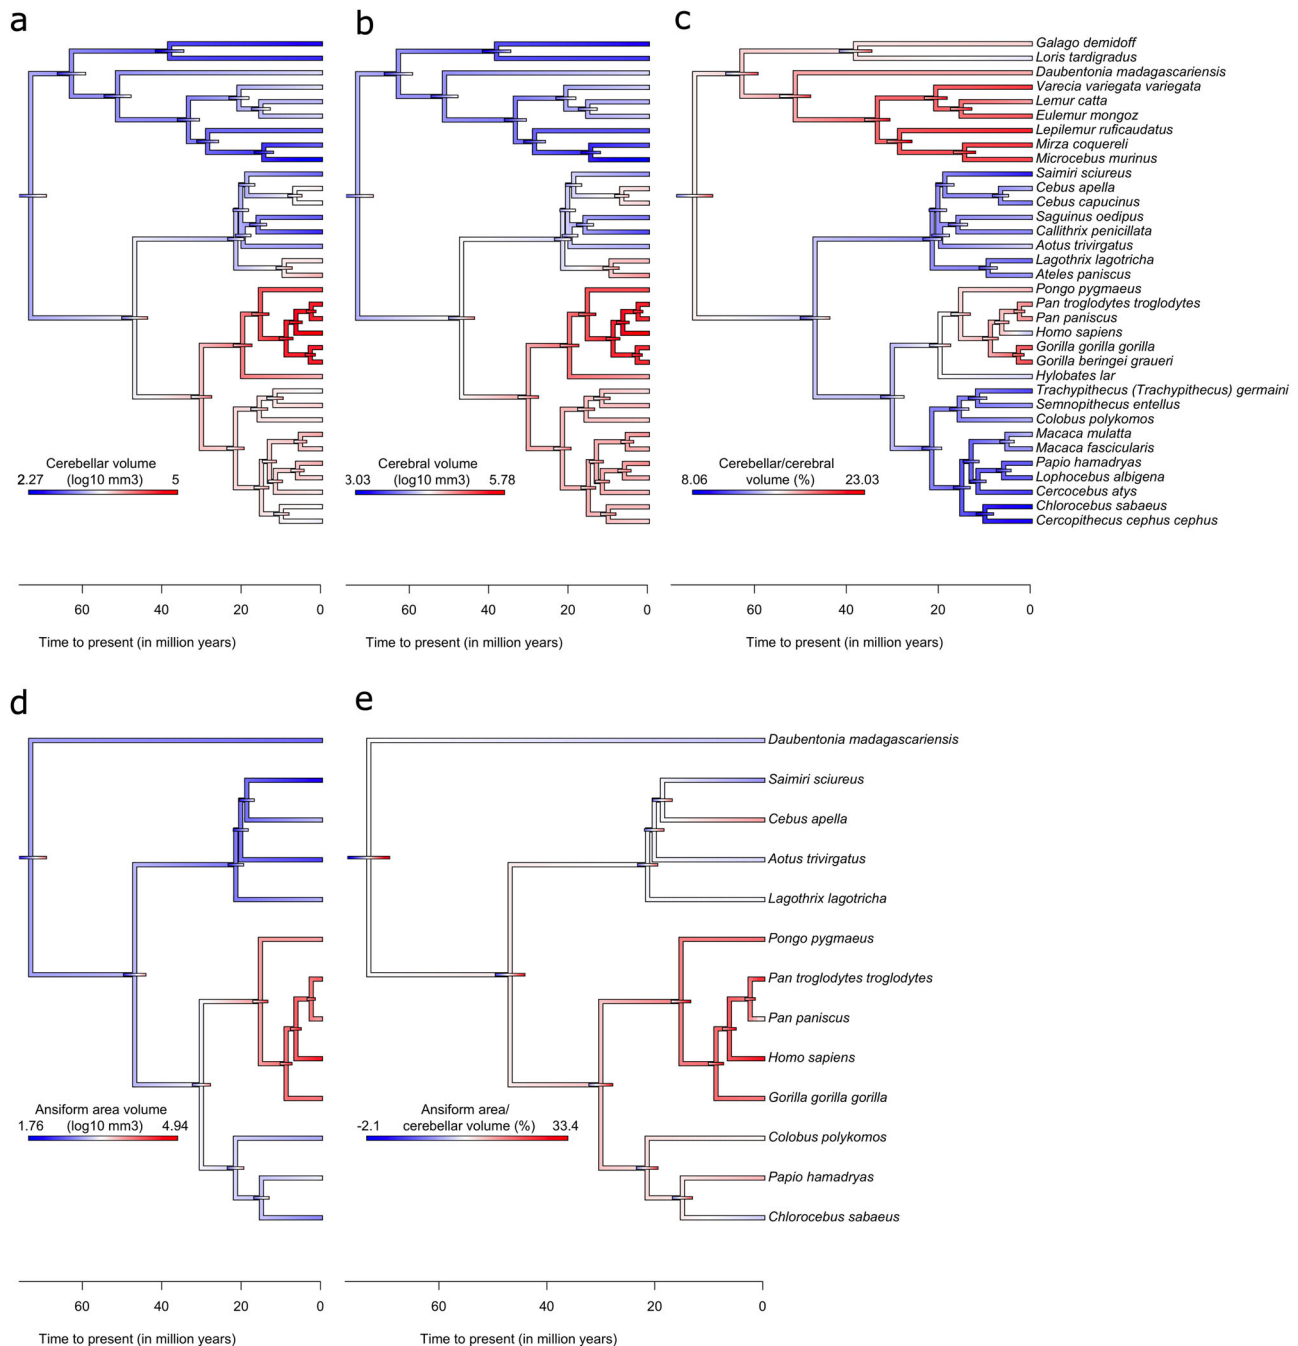 a
b
c
Galago demidoff
Loris tardigradus
Daubentonia madagascariensis
Varecia variegata variegata
Lemur catta
Eulemur mongoz
Lepilemur ruficaudatus
Mirza coquereli
Microcebus murinus
Saimiri sciureus
Cebus apella
Cebus capucinus
Saguinus oedipus
Callithrix penicillata
Aotus trivirgatus
Lagothrix lagotricha
Ateles paniscus
Pongo pygmaeus
Pan troglodytes troglodytes
Pan paniscus
Homo sapiens
Gorilla gorilla gorilla
Gorilla beringei graueri
Hylobates lar
Trachypithecus (Trachypithecus) germaini
Semnopithecus entellus
Colobus polykomos
Macaca mulatta
Macaca fascicularis
Papio hamadryas
Lophocebus albigena
Cercocebus atys
Chlorocebus sabaeus
Cercopithecus cephus cephus
Cerebellar volume
2.27 (log10 mm3) 5
Cerebral volume
3.03 (log10 mm3) 5.78
Cerebellar/cerebral
8.06 volume (%) 23.03
60 40 20 0
Time to present (in million years)
60 40 20 0
Time to present (in million years)
60 40 20 0
Time to present (in million years)
d
e
Daubentonia madagascariensis
Saimiri sciureus
Cebus apella
Aotus trivirgatus
Lagothrix lagotricha
Pongo pygmaeus
Pan troglodytes troglodytes
Pan paniscus
Homo sapiens
Gorilla gorilla gorilla
Colobus polykomos
Papio hamadryas
Chlorocebus sabaeus
Ansiform area volume
1.76 (log10 mm3) 4.94
Ansiform area/
-2.1 cerebellar volume (%) 33.4
60 40 20 0
Time to present (in million years)
60 40 20 0
Time to present (in million years)